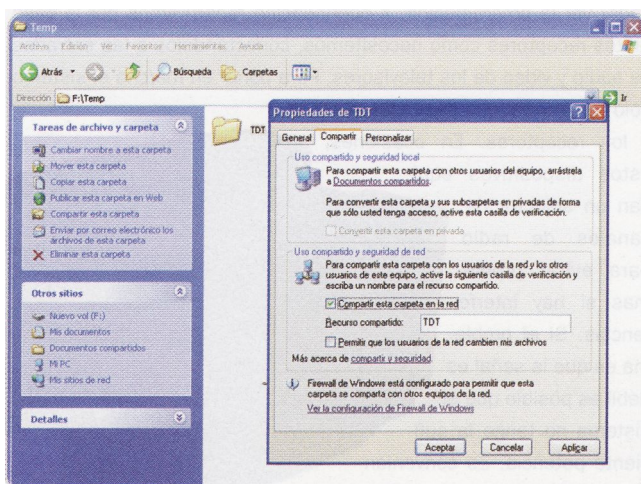 Temp
Archivo Edición Ver Favoritos Herramientas Ayuda
Atrás Búsqueda Carpetas
Dirección F:\Temp Ir
Tareas de archivo y carpeta
Cambiar nombre a esta carpeta
Mover esta carpeta
Copiar esta carpeta
Publicar esta carpeta en Web
Compartir esta carpeta
Enviar por correo electrónico los
archivos de esta carpeta
Eliminar esta carpeta
Otros sitios
Nuevo vol (F:)
Mis documentos
Documentos compartidos
Mi PC
Mis sitios de red
Detalles
TDT
Propiedades de TDT
General Compartir Personalizar
Uso compartido y seguridad local
Para compartir esta carpeta con otros usuarios del equipo, arrástrela
a Documentos compartidos.
Para convertir esta carpeta y sus subcarpetas en privadas de forma
que sólo usted tenga acceso, active esta casilla de verificación.
Convertir esta carpeta en privada
Uso compartido y seguridad de red
Para compartir esta carpeta con los usuarios de la red y los otros
usuarios de este equipo, active la siguiente casilla de verificación y
escriba un nombre para el recurso compartido.
Compartir esta carpeta en la red
Recurso compartido: TDT
Permitir que los usuarios de la red cambien mis archivos
Más acerca de compartir y seguridad.
Firewall de Windows está configurado para permitir que esta
carpeta se comparta con otros equipos de la red.
Ver la configuración de Firewall de Windows
Aceptar Cancelar Aplicar